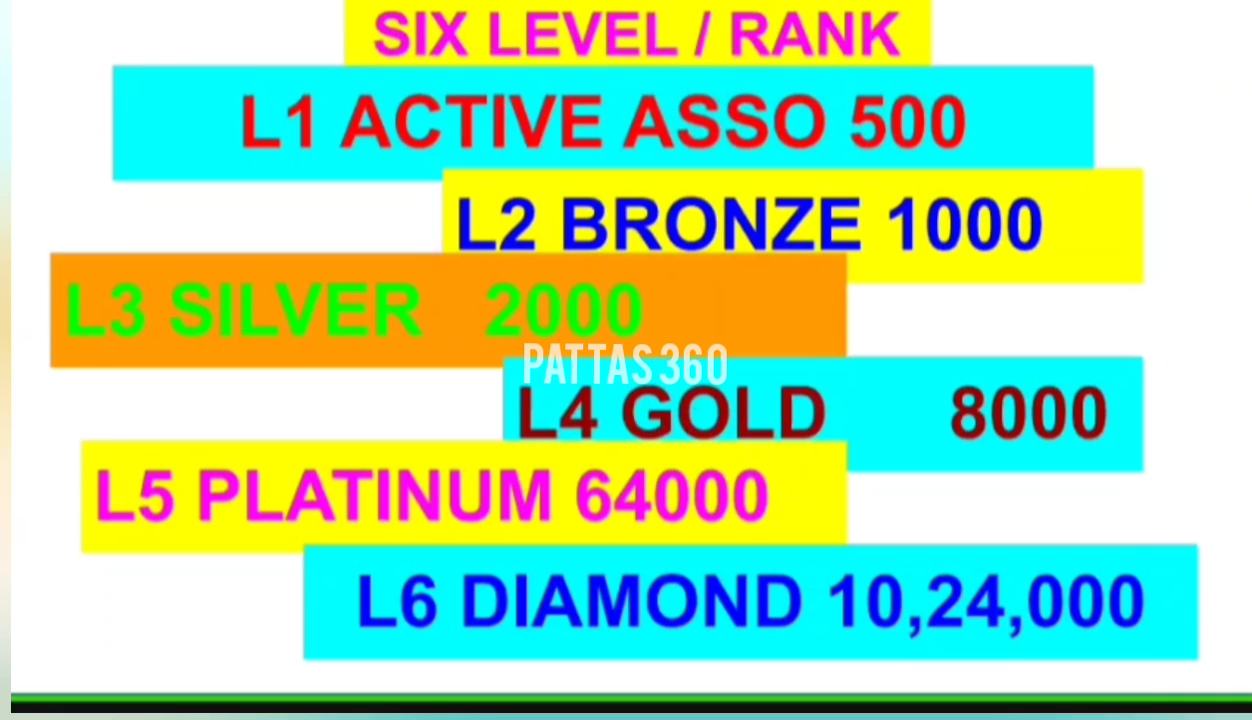 SIX LEVEL / RANK
L1 ACTIVE ASSO 500
L2 BRONZE 1000
L3 SILVER 2000
PATTAS 360
L4 GOLD 8000
L5 PLATINUM 64000
L6 DIAMOND 10,24,000